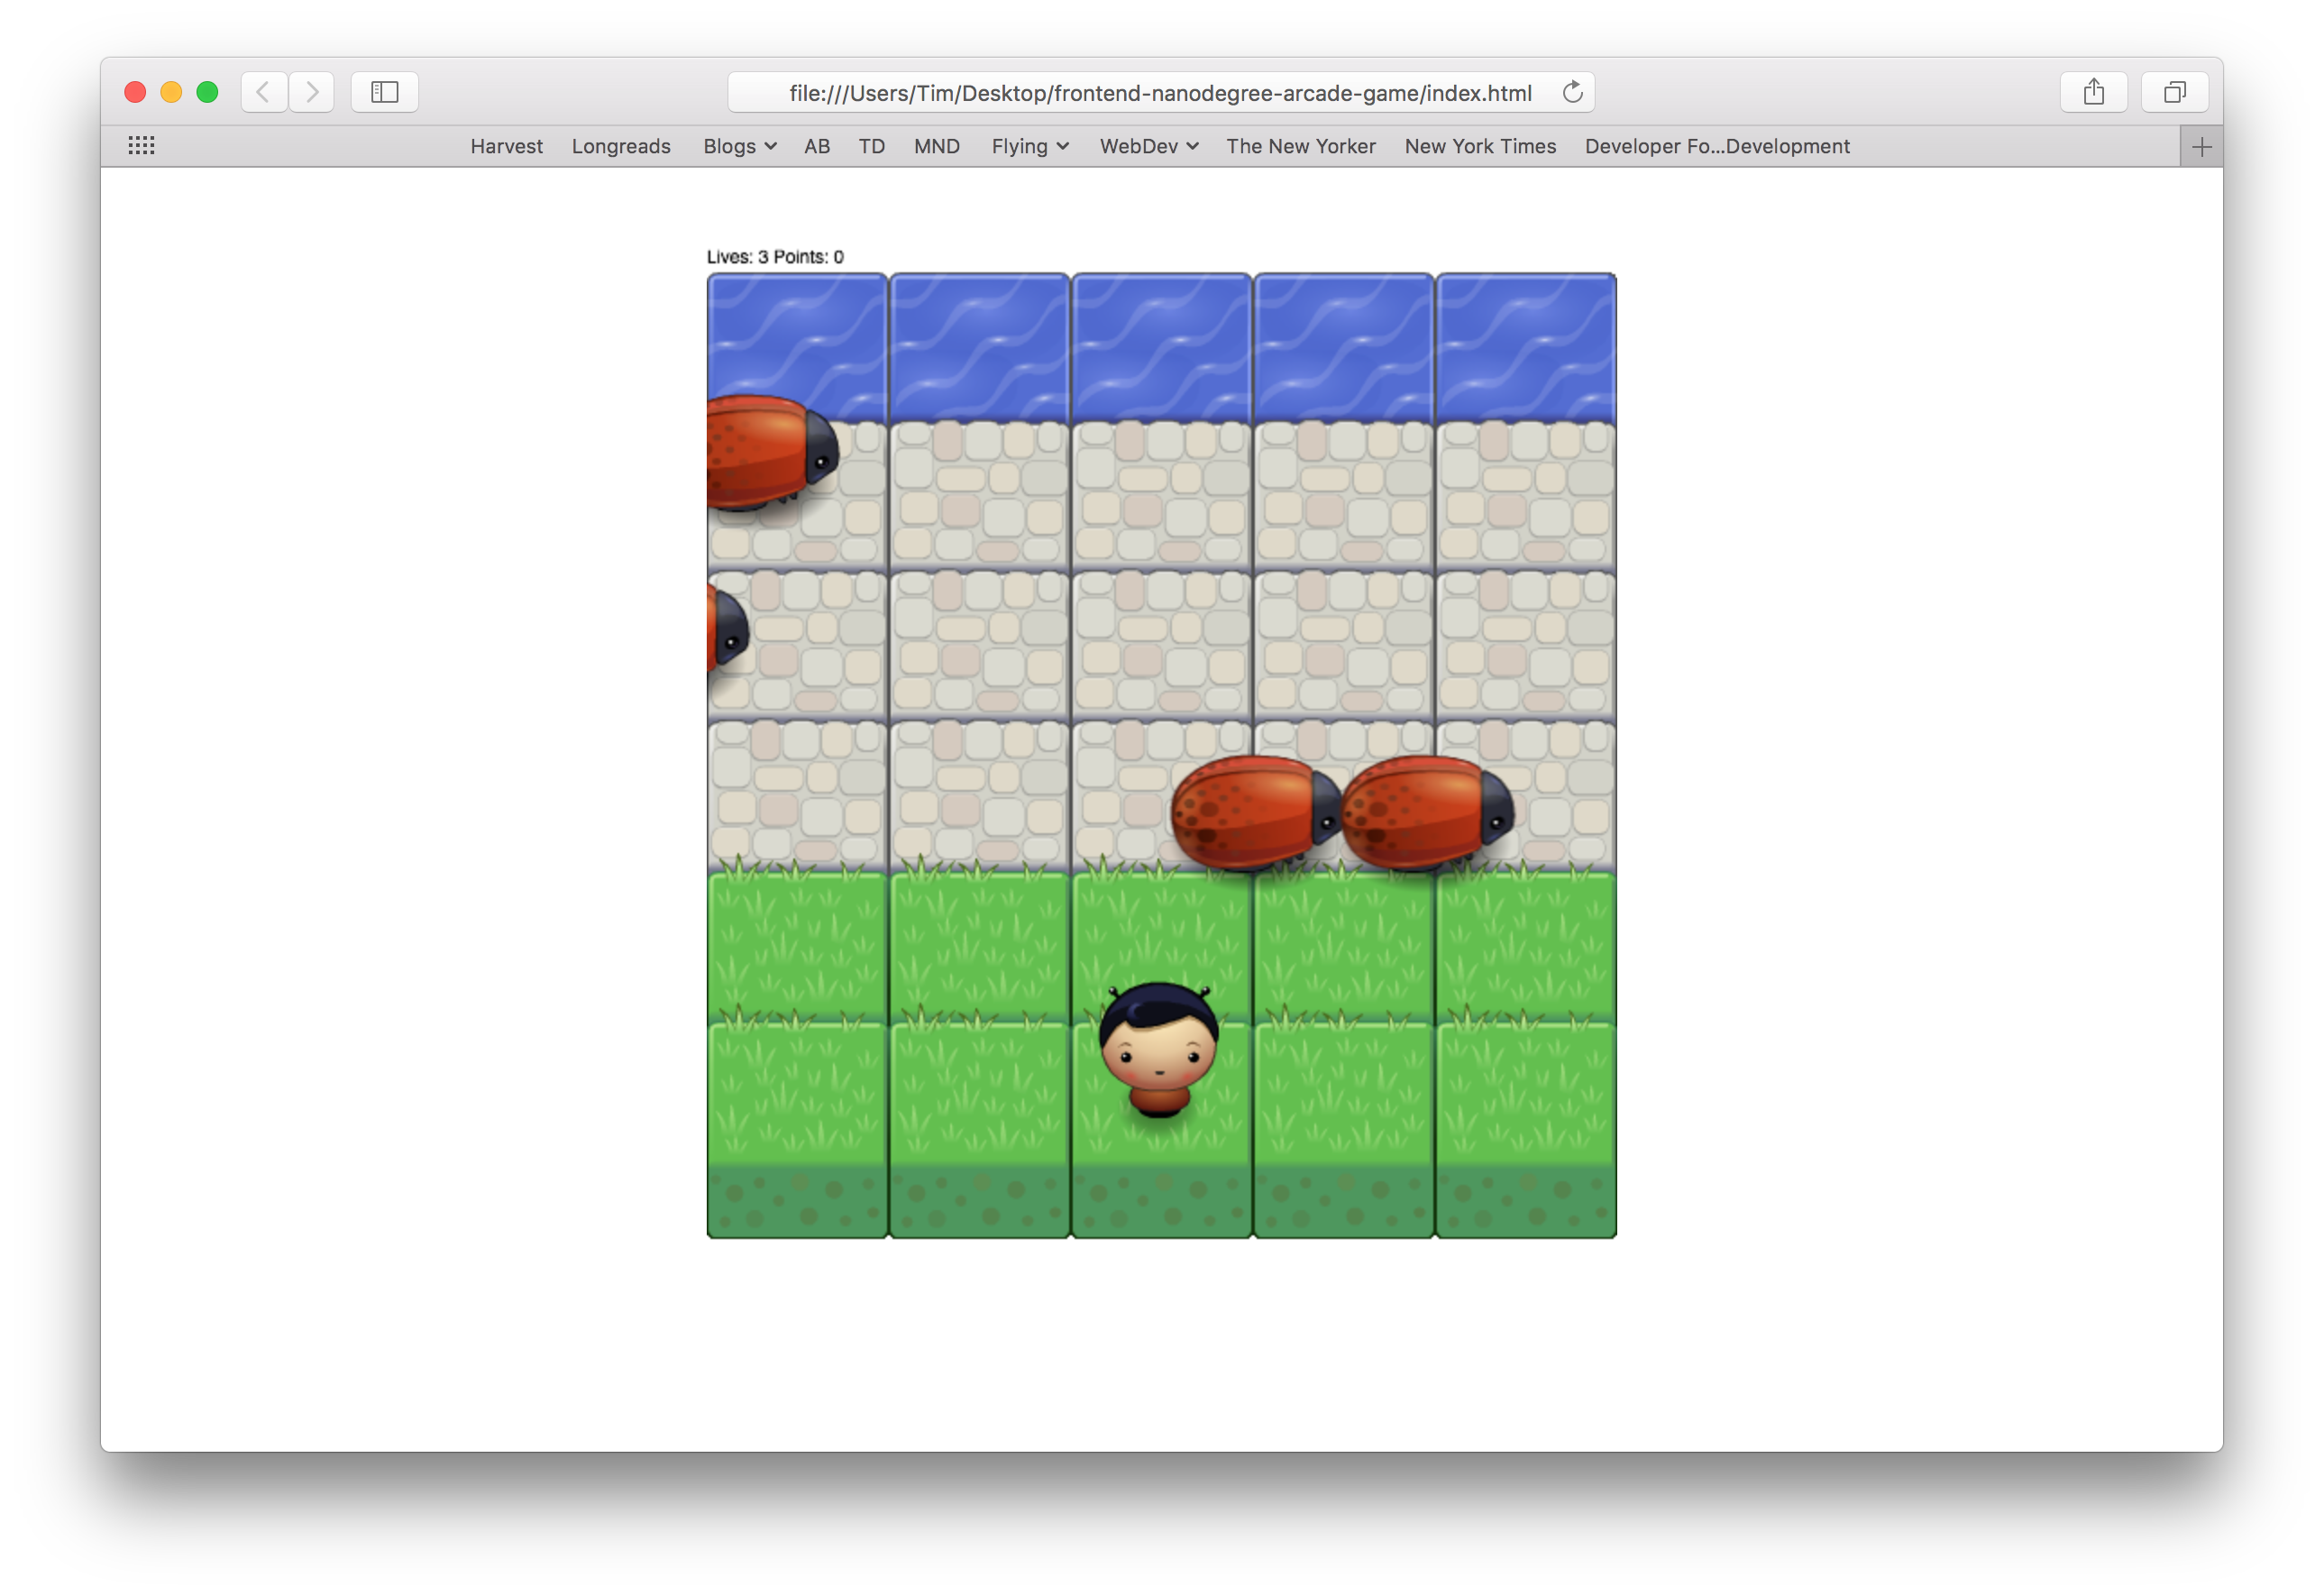 file:///Users/Tim/Desktop/frontend-nanodegree-arcade-game/index.html
Harvest Longreads Blogs AB TD MND Flying WebDev The New Yorker New York Times Developer Fo...Development
Lives: 3 Points: 0